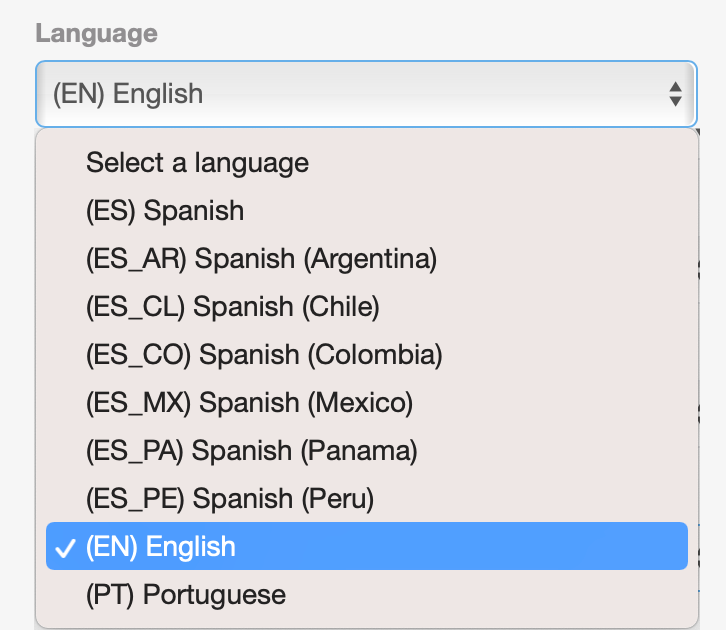 Language
(EN) English
Select a language
(ES) Spanish
(ES_AR) Spanish (Argentina)
(ES_CL) Spanish (Chile)
(ES_CO) Spanish (Colombia)
(ES_MX) Spanish (Mexico)
(ES_PA) Spanish (Panama)
(ES_PE) Spanish (Peru)
(EN) English
(PT) Portuguese